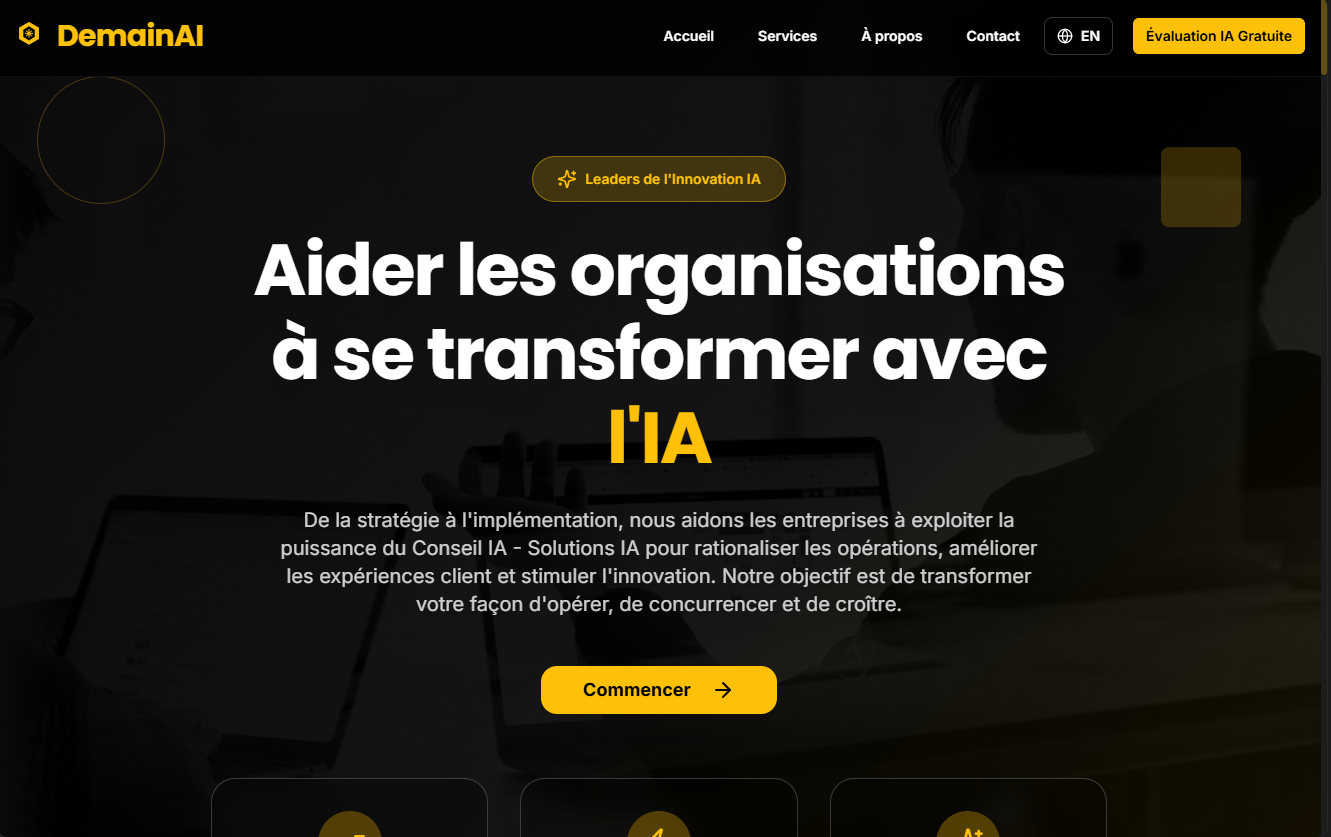 DemainAI
Accueil
Services
À propos
Contact
EN
Évaluation IA Gratuite
Leaders de l'Innovation IA
Aider les organisations
à se transformer avec
l'IA
De la stratégie à l'implémentation, nous aidons les entreprises à exploiter la
puissance du Conseil IA - Solutions IA pour rationaliser les opérations, améliorer
les expériences client et stimuler l'innovation. Notre objectif est de transformer
votre façon d'opérer, de concurrencer et de croître.
Commencer